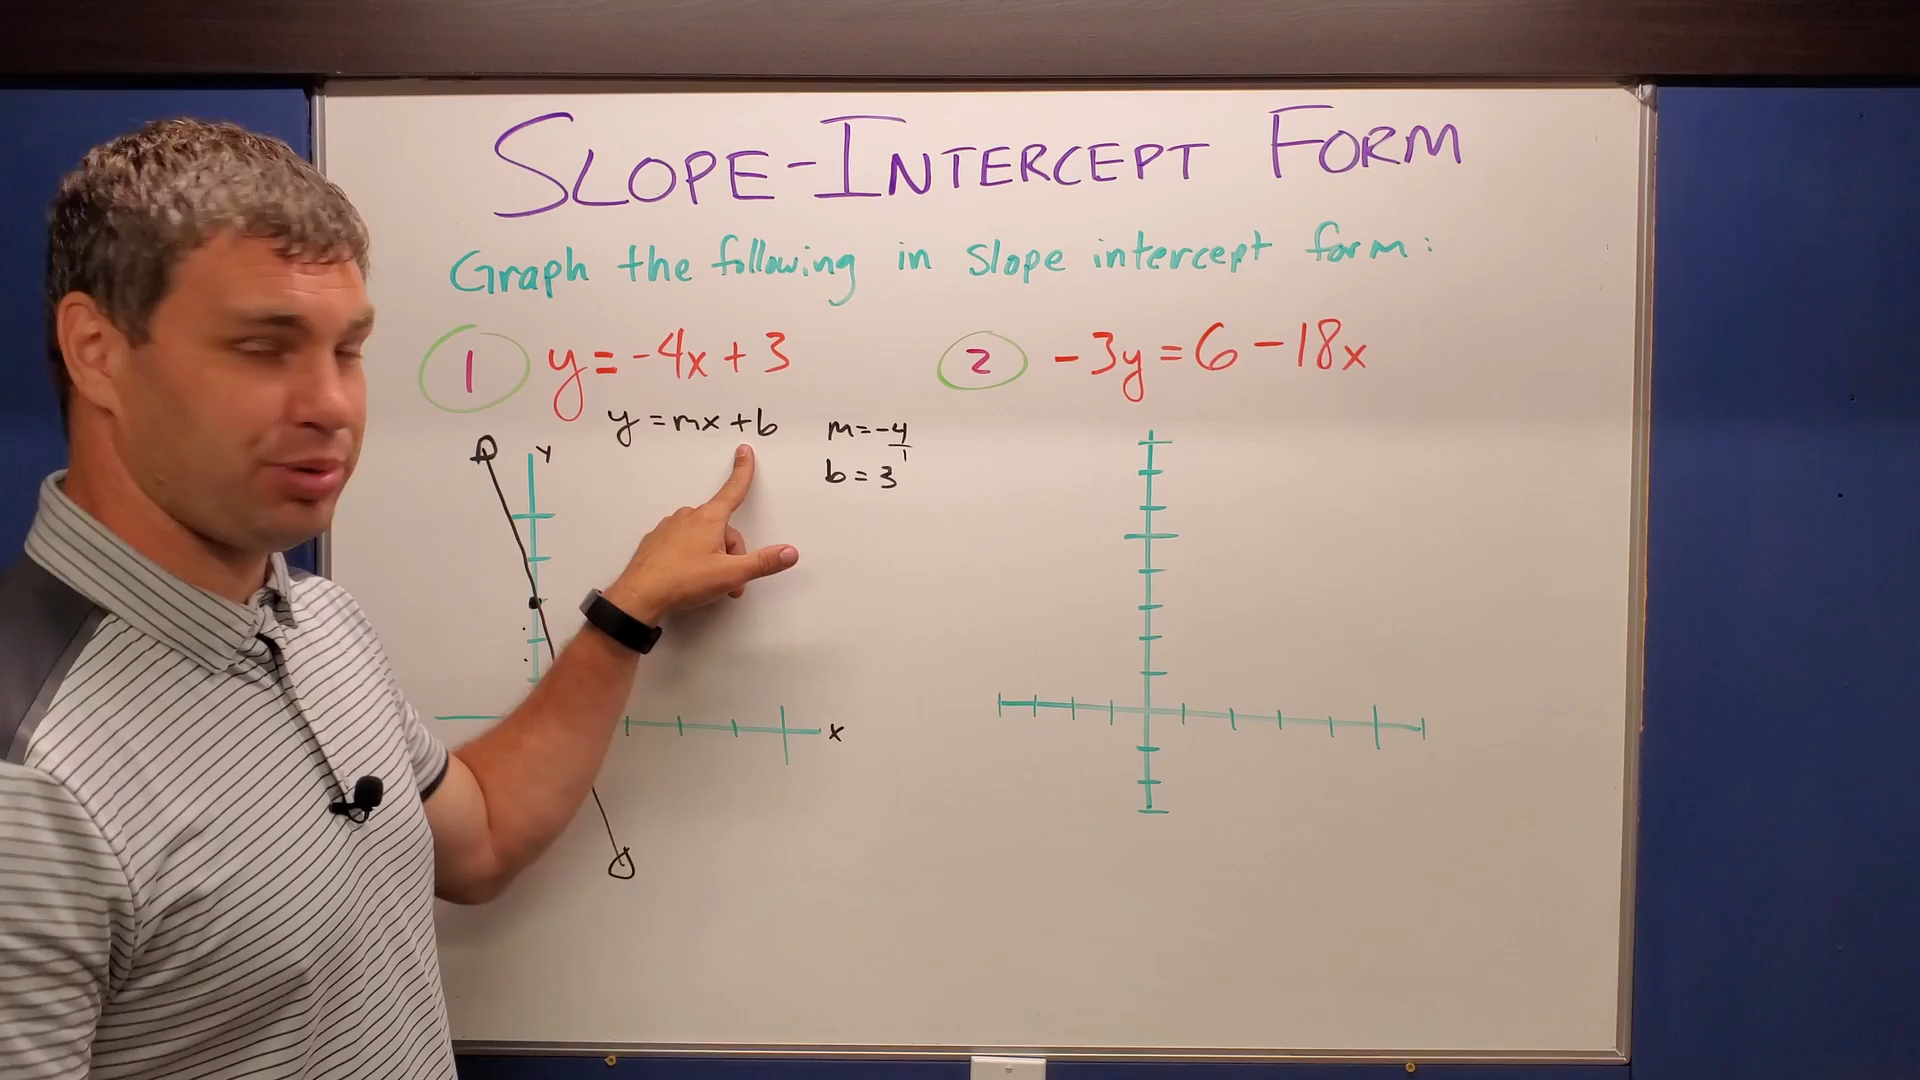 SLOPE-INTERCEPT FORM
Graph the following in slope intercept form:
1 y = -4x + 3
y = mx + b
m = -4/1
b = 3
y
x
2 -3y = 6 - 18x